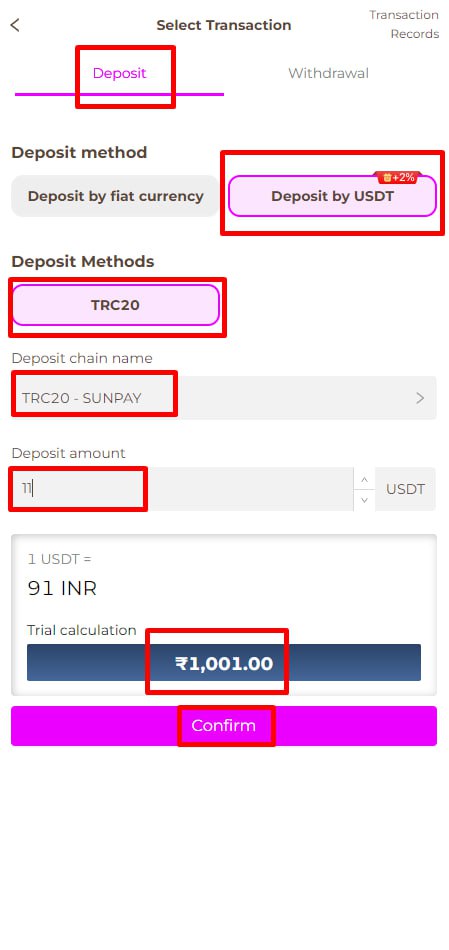 Select Transaction
Transaction
Records
Deposit
Withdrawal
Deposit method
Deposit by fiat currency
Deposit by USDT
+2%
Deposit Methods
TRC20
Deposit chain name
TRC20 - SUNPAY
Deposit amount
11
USDT
1 USDT =
91 INR
Trial calculation
₹1,001.00
Confirm